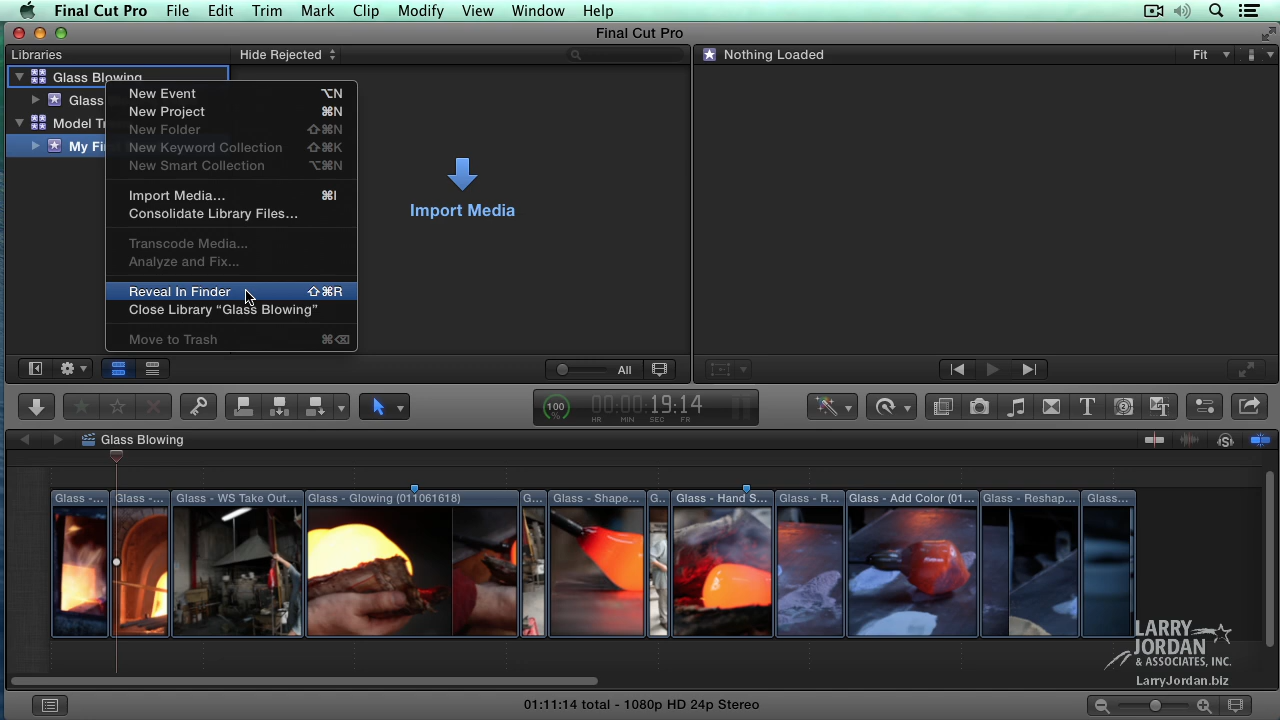 Final Cut Pro File Edit Trim Mark Clip Modify View Window Help
Final Cut Pro
Libraries
Hide Rejected
Nothing Loaded
Fit
Glass Blowing
Glass
Model Tr
My Fi
New Event ⌥N
New Project ⌘N
New Folder ⇧⌘N
New Keyword Collection ⇧⌘K
New Smart Collection ⌥⌘N
Import Media... ⌘I
Consolidate Library Files...
Transcode Media...
Analyze and Fix...
Reveal In Finder ⇧⌘R
Close Library “Glass Blowing”
Move to Trash ⌘⌫
Import Media
All
100
%
00:00:19:14
HR MIN SEC FR
Glass Blowing
Glass -...
Glass -...
Glass - WS Take Out...
Glass - Glowing (011061618)
G...
Glass - Shape...
G..
Glass - Hand S...
Glass - R...
Glass - Add Color (01...
Glass - Reshap...
Glass...
LARRY
JORDAN
& ASSOCIATES, INC.
LarryJordan.biz
01:11:14 total - 1080p HD 24p Stereo